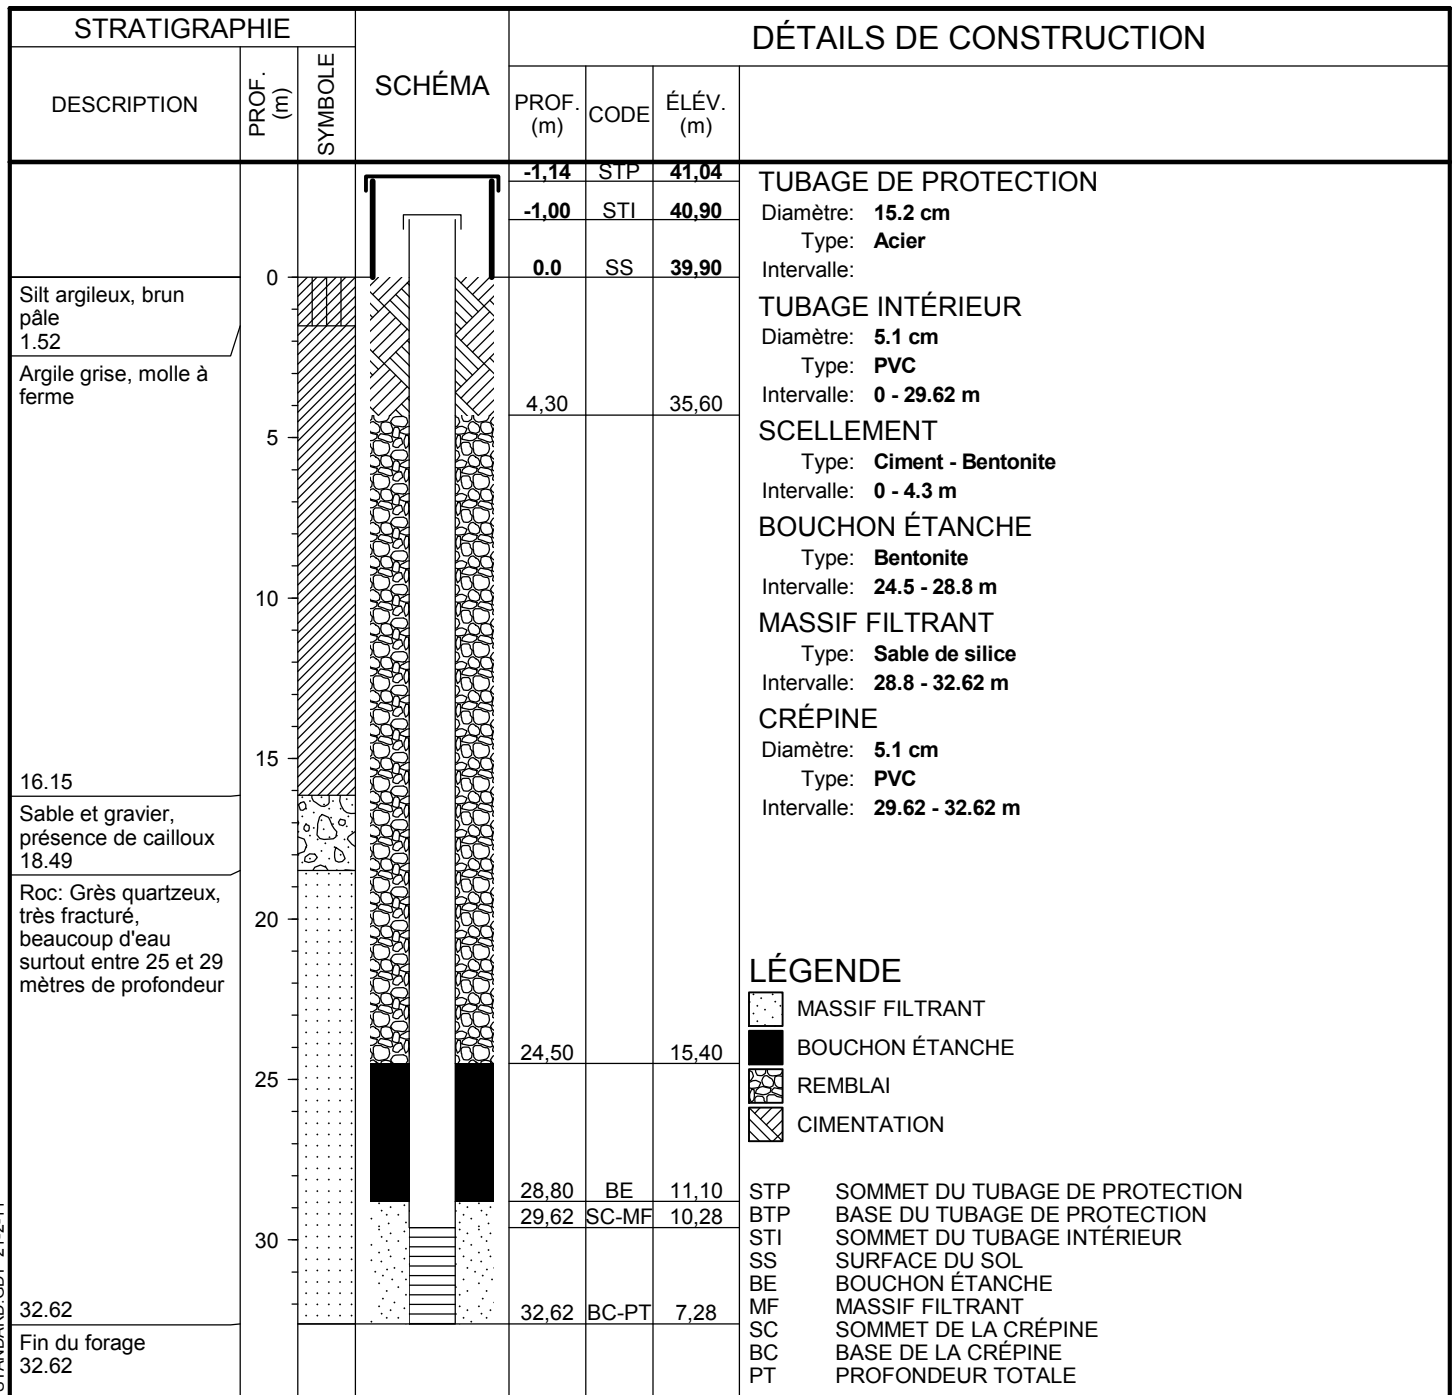 STRATIGRAPHIE
DESCRIPTION
PROF. (m)
SYMBOLE
SCHÉMA
DÉTAILS DE CONSTRUCTION
PROF. (m)
CODE
ÉLÉV. (m)
-1,14 STP 41,04
-1,00 STI 40,90
0.0 SS 39,90
4,30 35,60
24,50 15,40
28,80 BE 11,10
29,62 SC-MF 10,28
32,62 BC-PT 7,28
Silt argileux, brun
pâle
1.52
Argile grise, molle à
ferme
16.15
Sable et gravier,
présence de cailloux
18.49
Roc: Grès quartzeux,
très fracturé,
beaucoup d'eau
surtout entre 25 et 29
mètres de profondeur
32.62
Fin du forage
32.62
0
5
10
15
20
25
30
TUBAGE DE PROTECTION
Diamètre: 15.2 cm
Type: Acier
Intervalle:
TUBAGE INTÉRIEUR
Diamètre: 5.1 cm
Type: PVC
Intervalle: 0 - 29.62 m
SCELLEMENT
Type: Ciment - Bentonite
Intervalle: 0 - 4.3 m
BOUCHON ÉTANCHE
Type: Bentonite
Intervalle: 24.5 - 28.8 m
MASSIF FILTRANT
Type: Sable de silice
Intervalle: 28.8 - 32.62 m
CRÉPINE
Diamètre: 5.1 cm
Type: PVC
Intervalle: 29.62 - 32.62 m
LÉGENDE
MASSIF FILTRANT
BOUCHON ÉTANCHE
REMBLAI
CIMENTATION
STP SOMMET DU TUBAGE DE PROTECTION
BTP BASE DU TUBAGE DE PROTECTION
STI SOMMET DU TUBAGE INTÉRIEUR
SS SURFACE DU SOL
BE BOUCHON ÉTANCHE
MF MASSIF FILTRANT
SC SOMMET DE LA CRÉPINE
BC BASE DE LA CRÉPINE
PT PROFONDEUR TOTALE